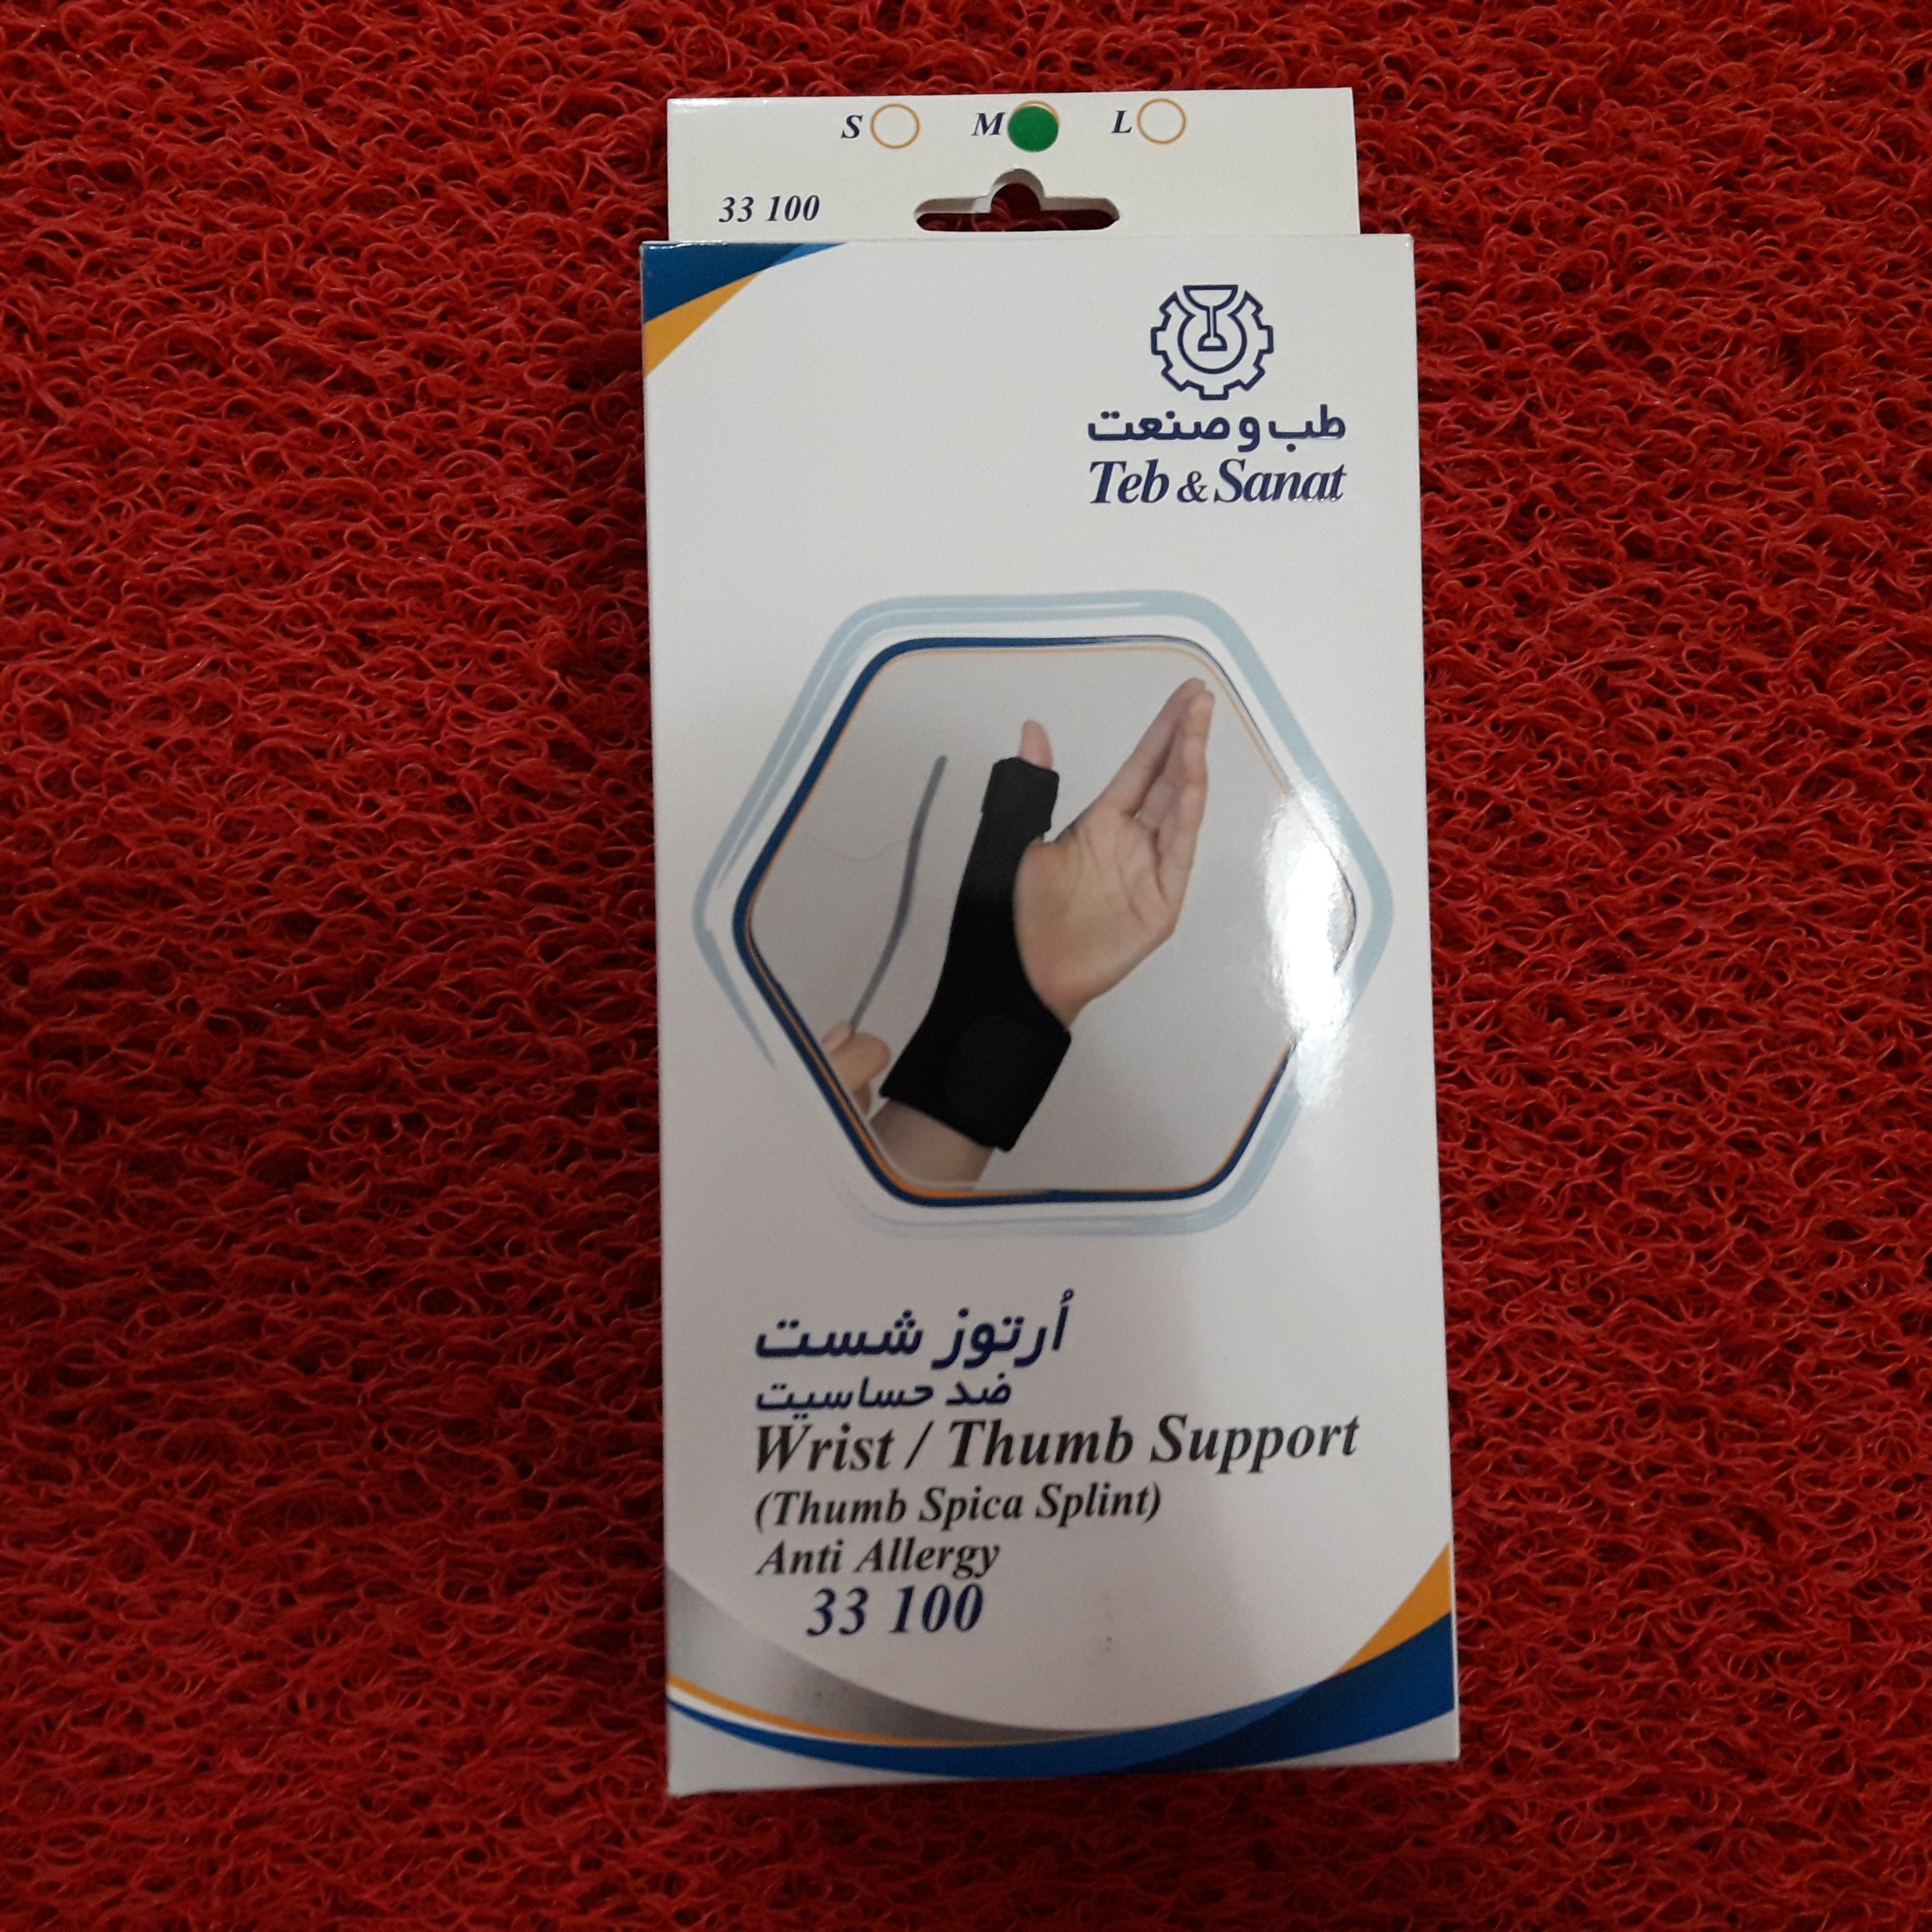 S M L
33 100
طب و صنعت
Teb & Sanat
اُرتوز شست
ضد حساسیت
Wrist / Thumb Support
(Thumb Spica Splint)
Anti Allergy
33 100